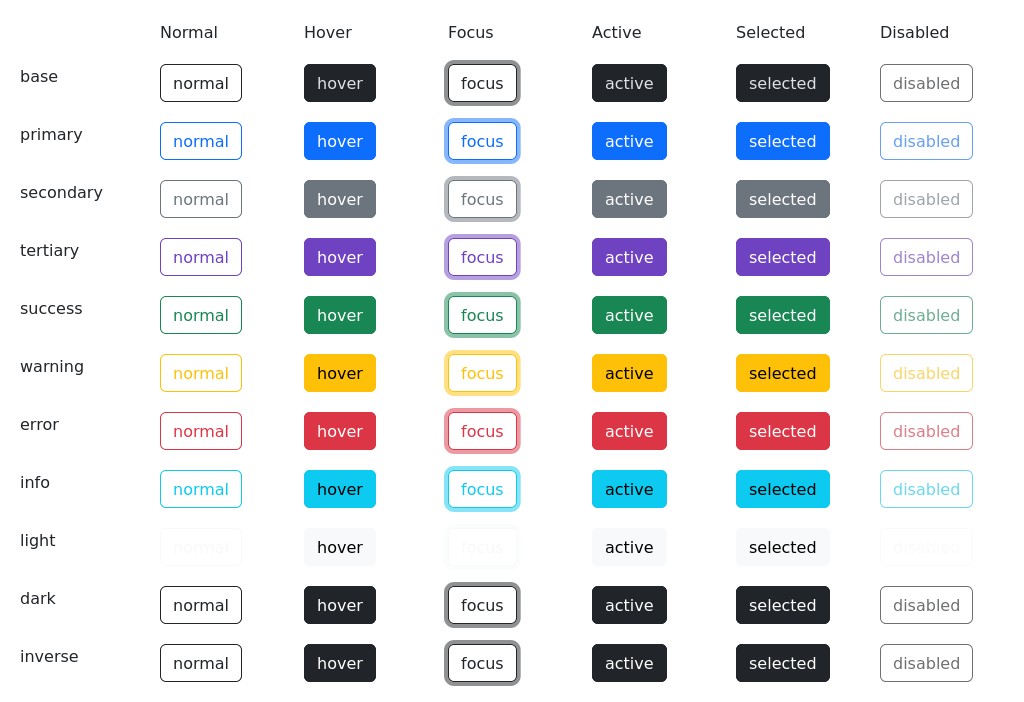 Normal Hover Focus Active Selected Disabled
base normal hover focus active selected disabled
primary normal hover focus active selected disabled
secondary normal hover focus active selected disabled
tertiary normal hover focus active selected disabled
success normal hover focus active selected disabled
warning normal hover focus active selected disabled
error normal hover focus active selected disabled
info normal hover focus active selected disabled
light normal hover focus active selected disabled
dark normal hover focus active selected disabled
inverse normal hover focus active selected disabled